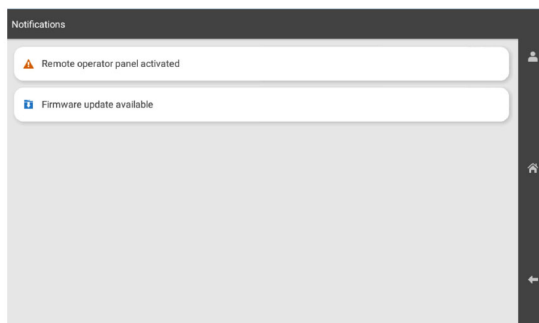 Notifications
Remote operator panel activated
Firmware update available